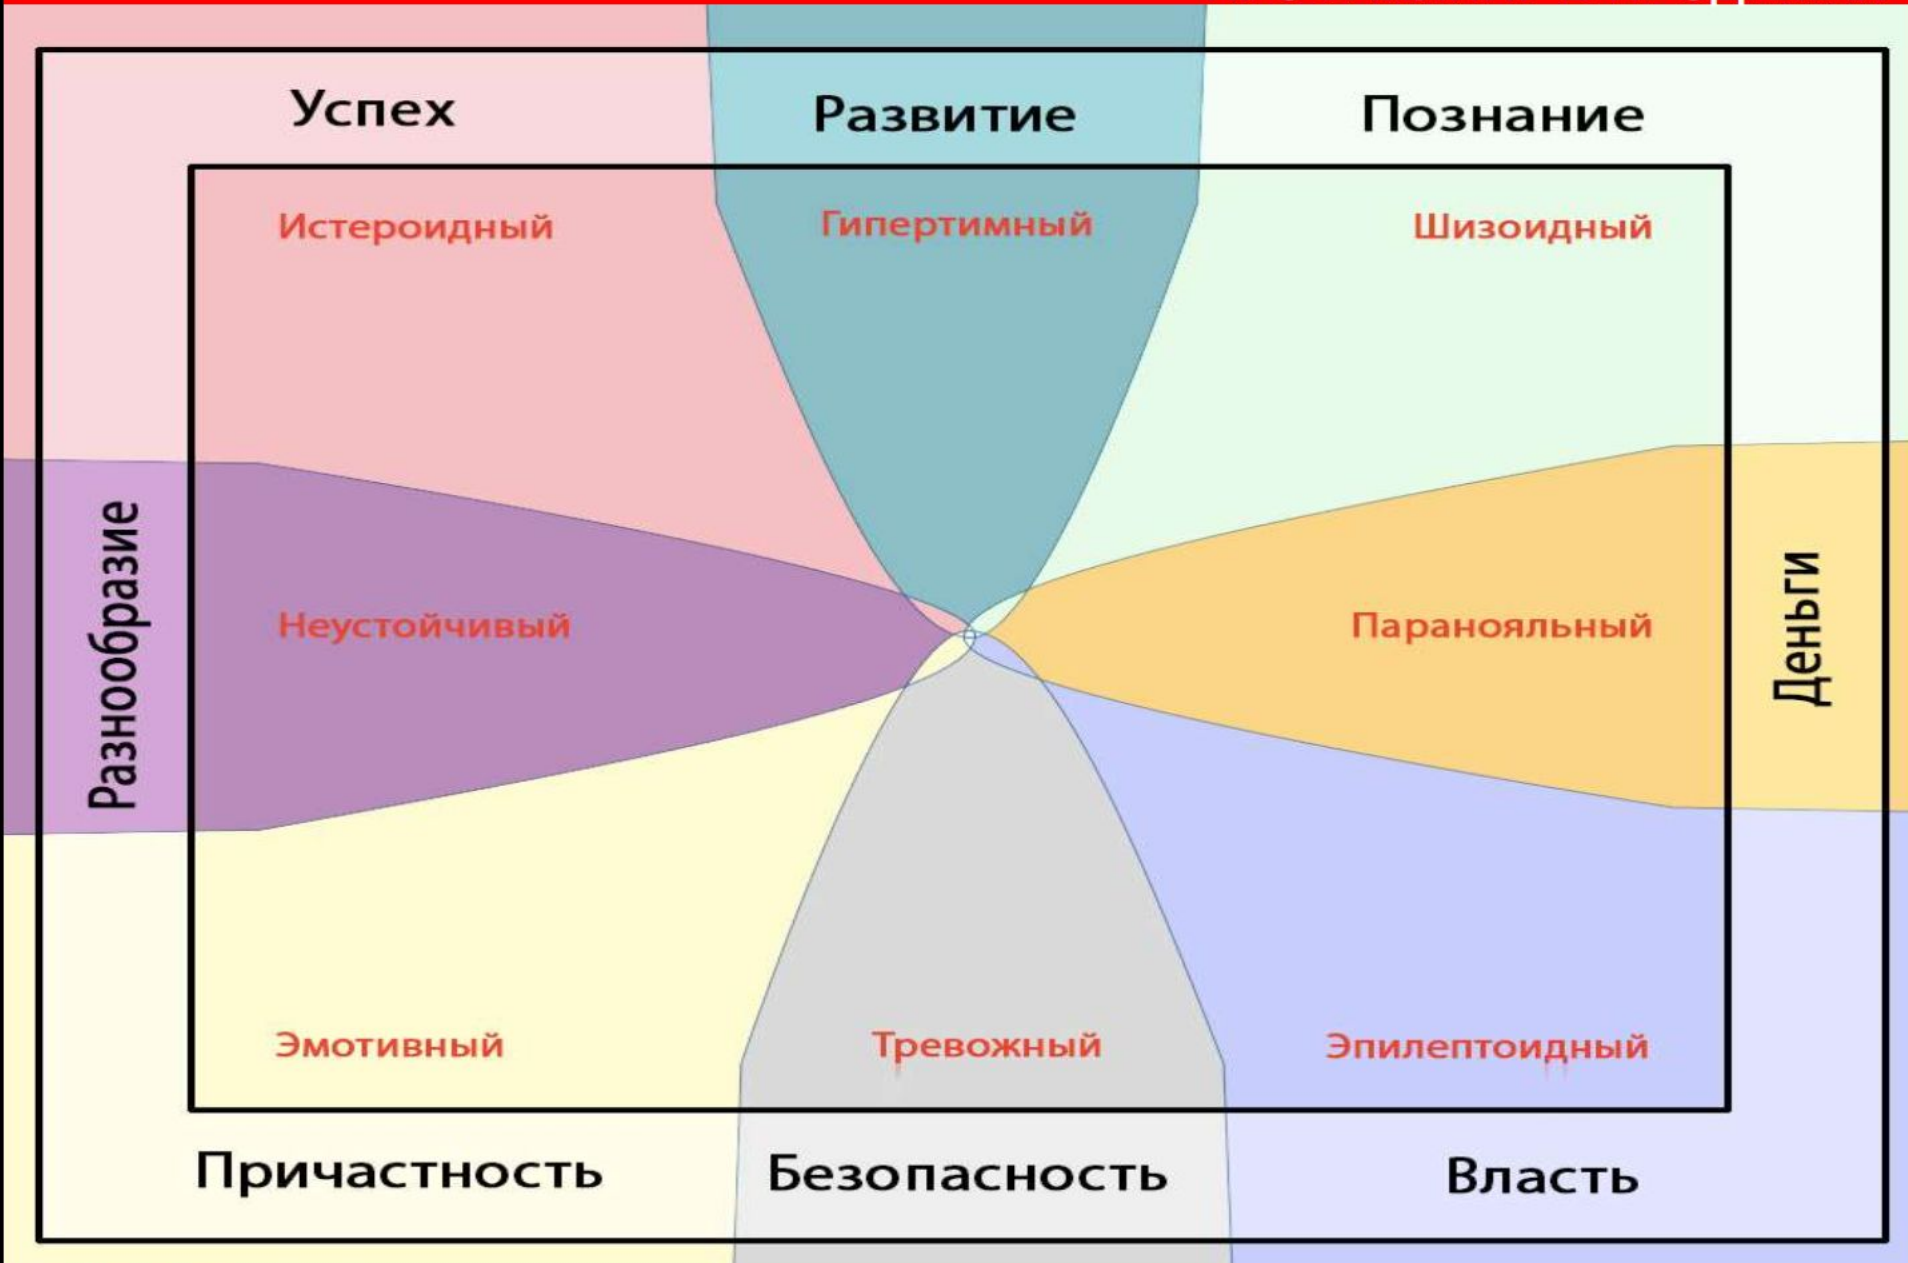 Успех
Развитие
Познание
Истероидный
Гипертимный
Шизоидный
Разнообразие
Неустойчивый
Паранояльный
Деньги
Эмотивный
Тревожный
Эпилептоидный
Причастность
Безопасность
Власть